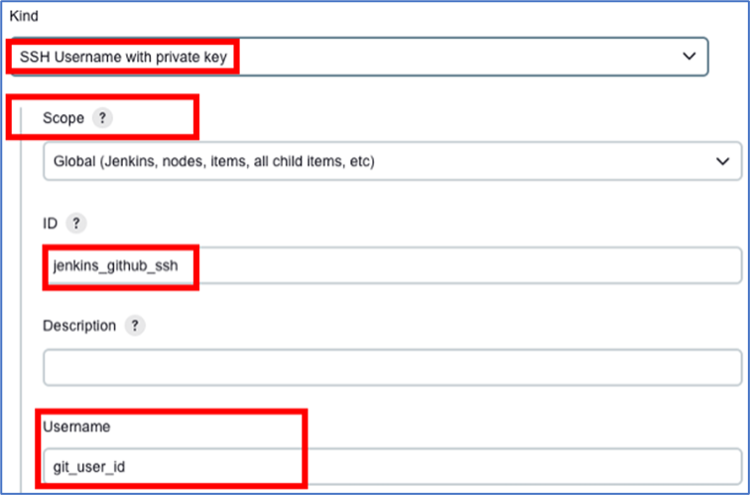 Kind
SSH Username with private key
Scope ?
Global (Jenkins, nodes, items, all child items, etc)
ID ?
jenkins_github_ssh
Description ?
Username
git_user_id